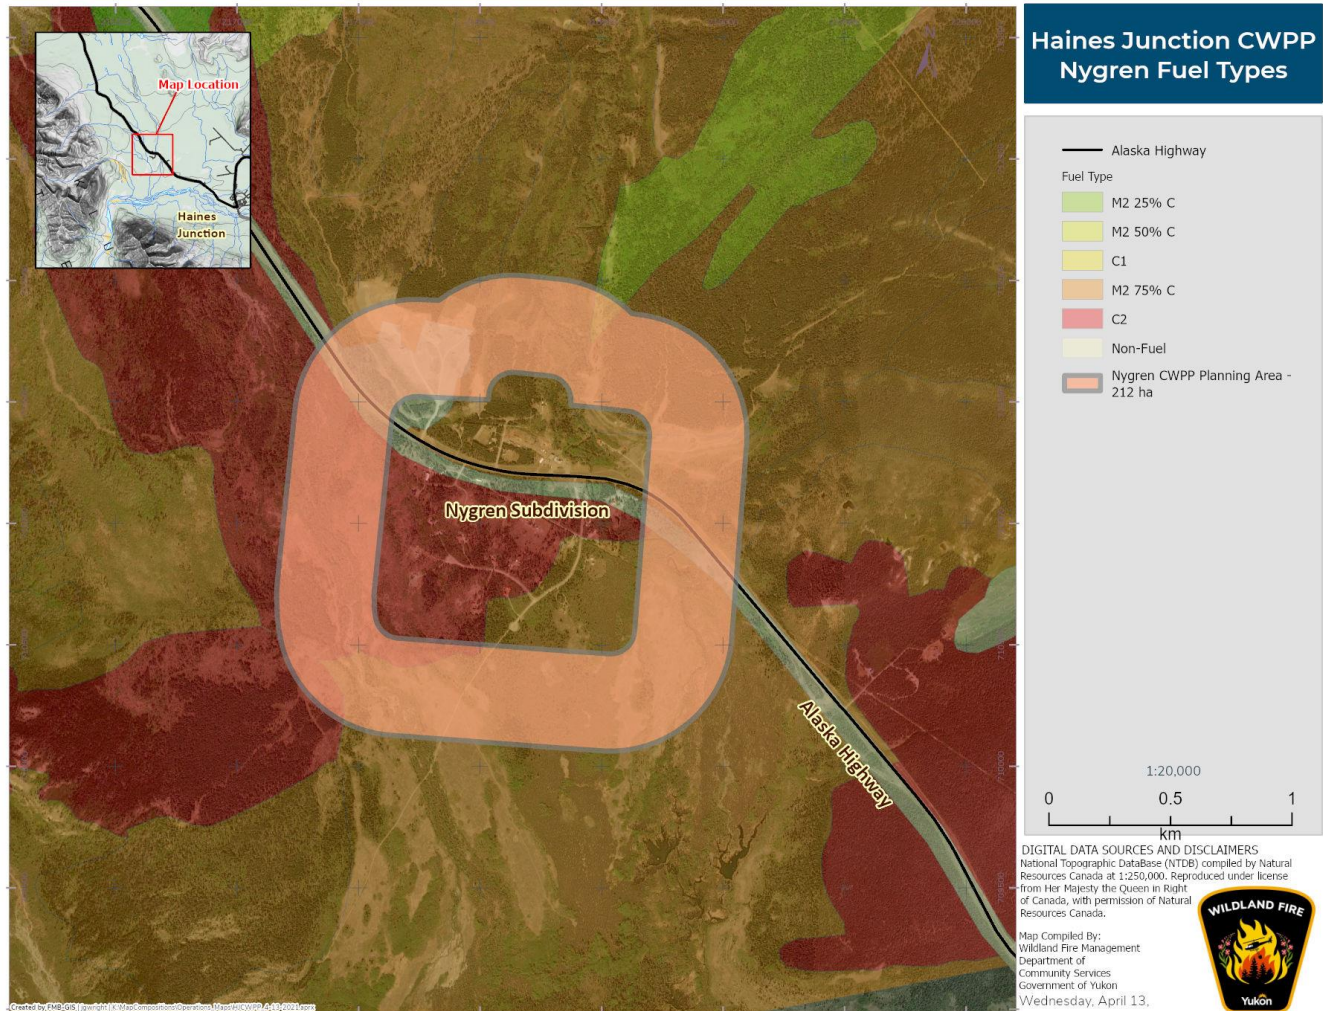 Map Location
Haines
Junction
Nygren Subdivision
Alaska Highway
Haines Junction CWPP
Nygren Fuel Types
Alaska Highway
Fuel Type
M2 25% C
M2 50% C
C1
M2 75% C
C2
Non-Fuel
Nygren CWPP Planning Area -
212 ha
1:20,000
0 0.5 1
km
DIGITAL DATA SOURCES AND DISCLAIMERS
National Topographic DataBase (NTDB) compiled by Natural
Resources Canada at 1:250,000. Reproduced under license
from Her Majesty the Queen in Right
of Canada, with permission of Natural
Resources Canada.
Map Compiled By:
Wildland Fire Management
Department of
Community Services
Government of Yukon
Wednesday, April 13,
WILDLAND FIRE
Yukon